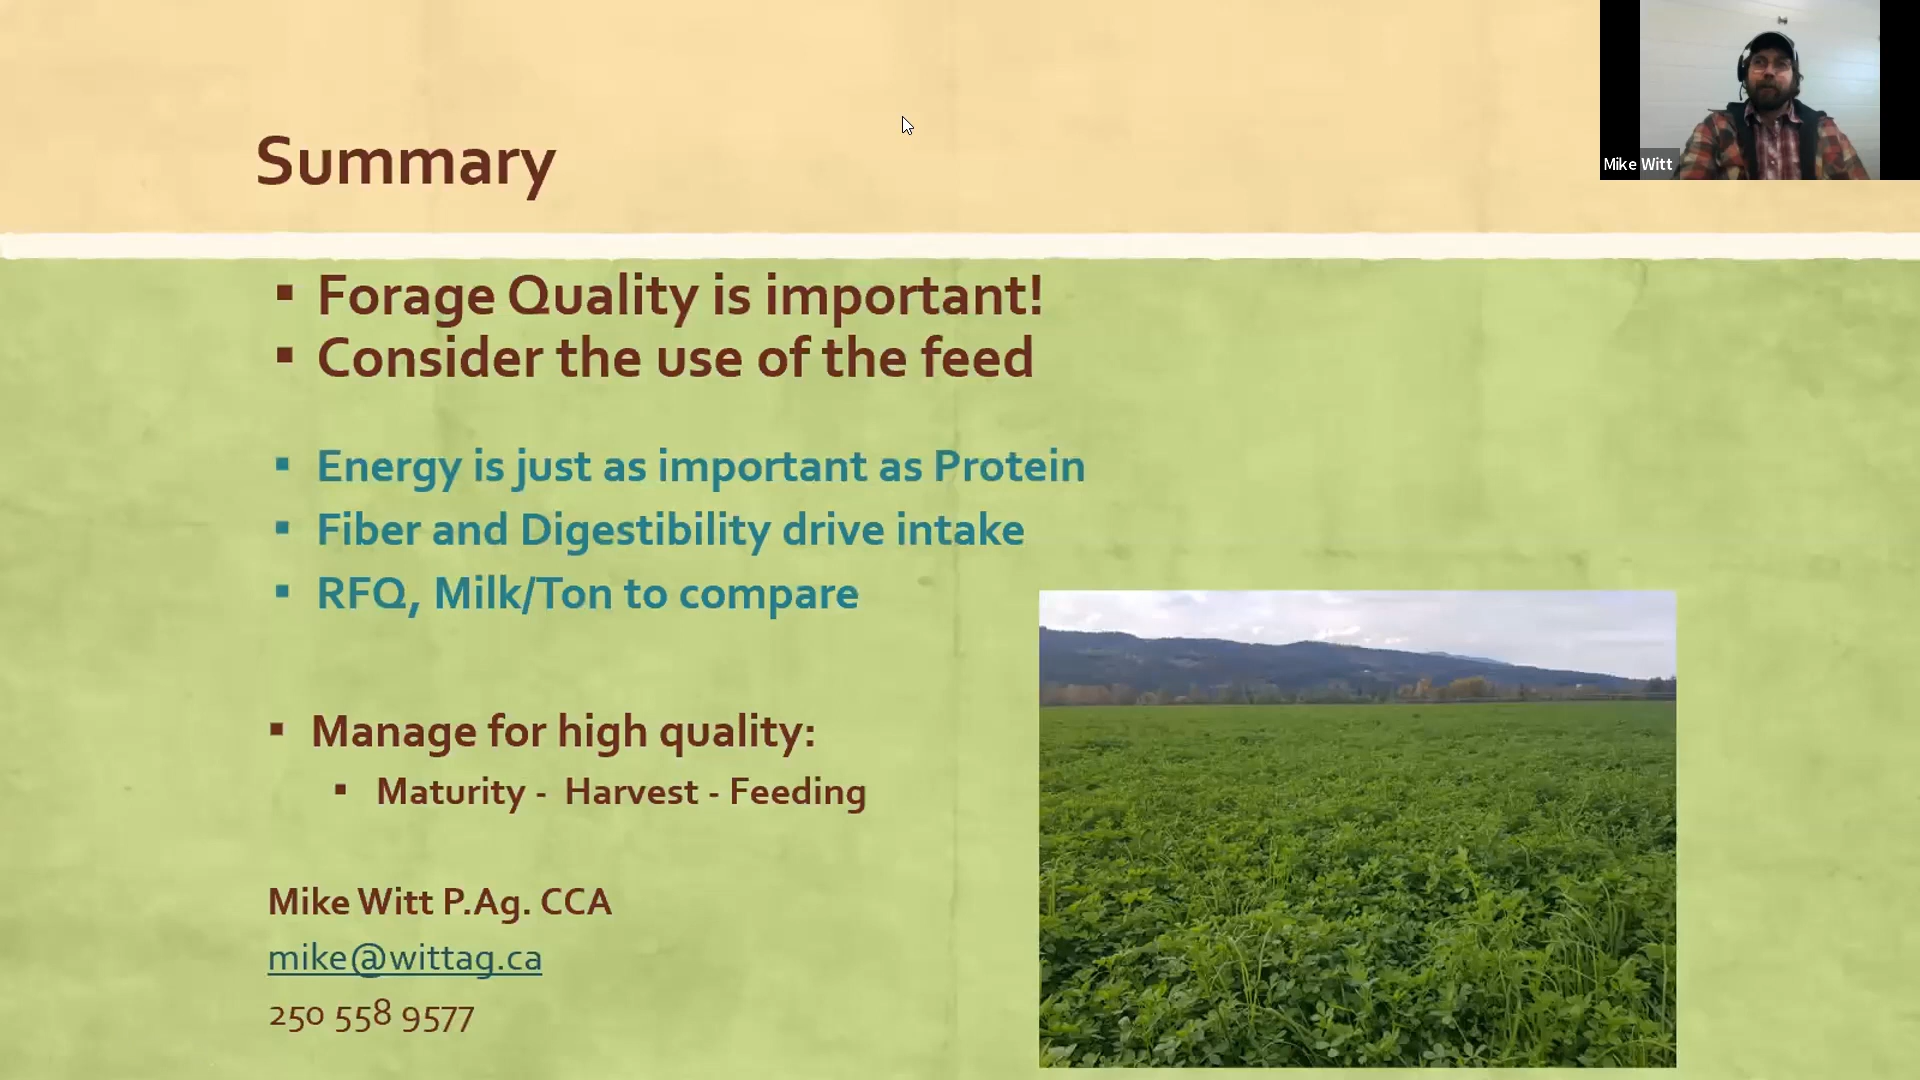 Summary
Mike Witt
▪ Forage Quality is important!
▪ Consider the use of the feed
▪ Energy is just as important as Protein
▪ Fiber and Digestibility drive intake
▪ RFQ, Milk/Ton to compare
▪ Manage for high quality:
▪ Maturity - Harvest - Feeding
Mike Witt P.Ag. CCA
mike@wittag.ca
250 558 9577